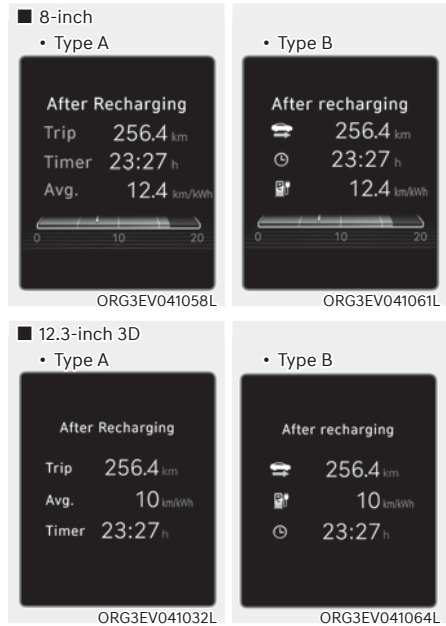 ■ 8-inch
• Type A
After Recharging
Trip 256.4 km
Timer 23:27 h
Avg. 12.4 km/kWh
0 10 20
ORG3EV041058L
• Type B
After recharging
256.4 km
23:27 h
12.4 km/kWh
0 10 20
ORG3EV041061L
■ 12.3-inch 3D
• Type A
After Recharging
Trip 256.4 km
Avg. 10 km/kWh
Timer 23:27 h
ORG3EV041032L
• Type B
After recharging
256.4 km
10 km/kWh
23:27 h
ORG3EV041064L